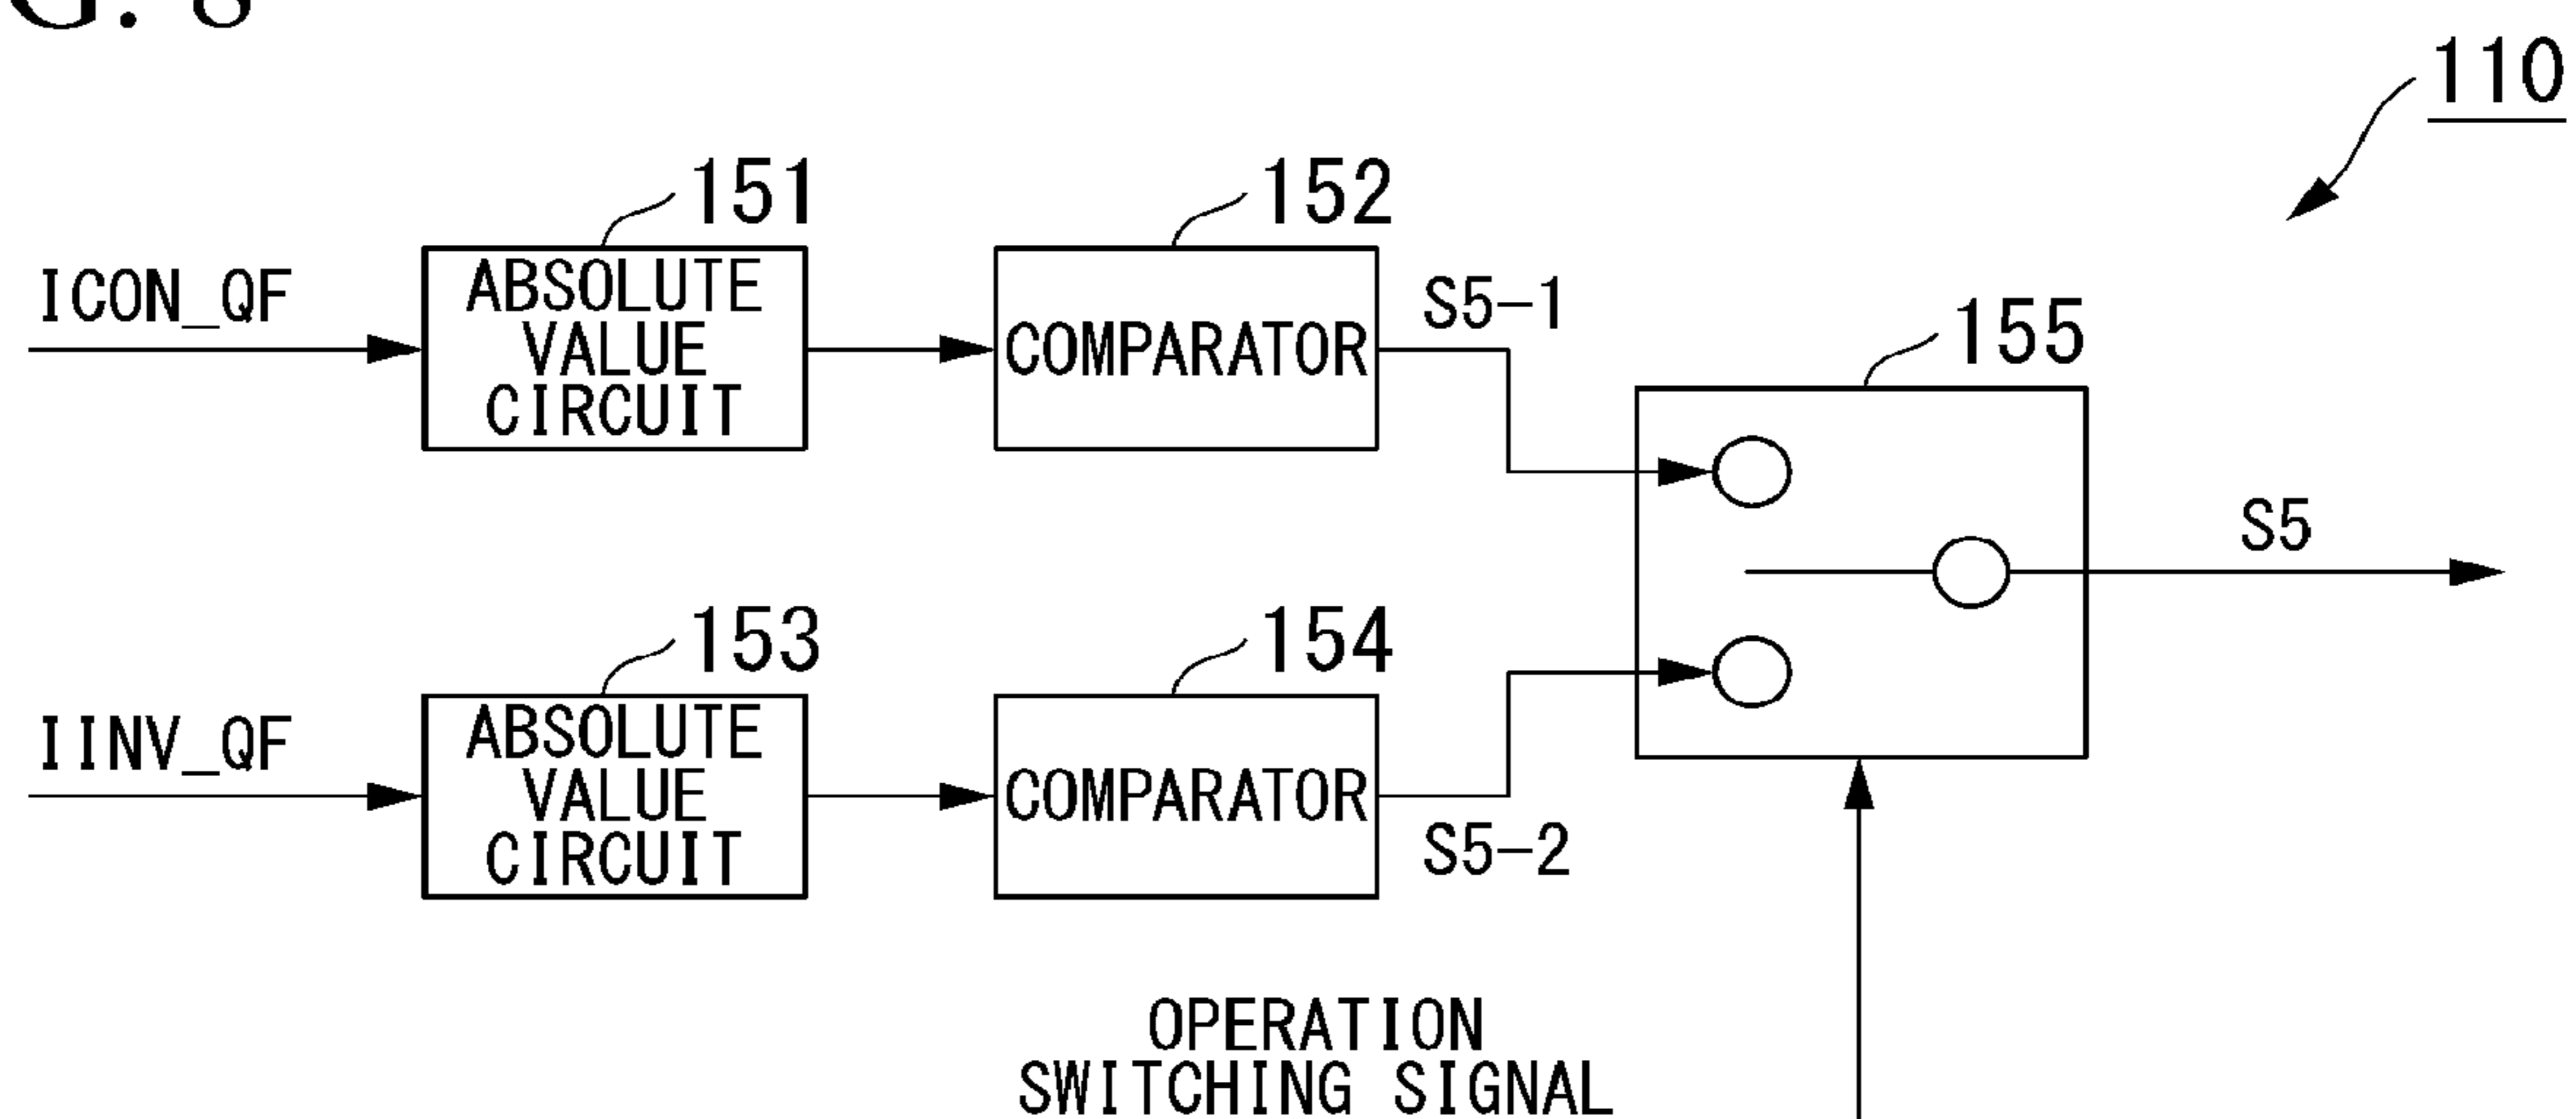 G. 8
110
151
152
ICON_QF
ABSOLUTE
VALUE
CIRCUIT
COMPARATOR
S5-1
155
S5
153
154
IINV_QF
ABSOLUTE
VALUE
CIRCUIT
COMPARATOR
S5-2
OPERATION
SWITCHING SIGNAL